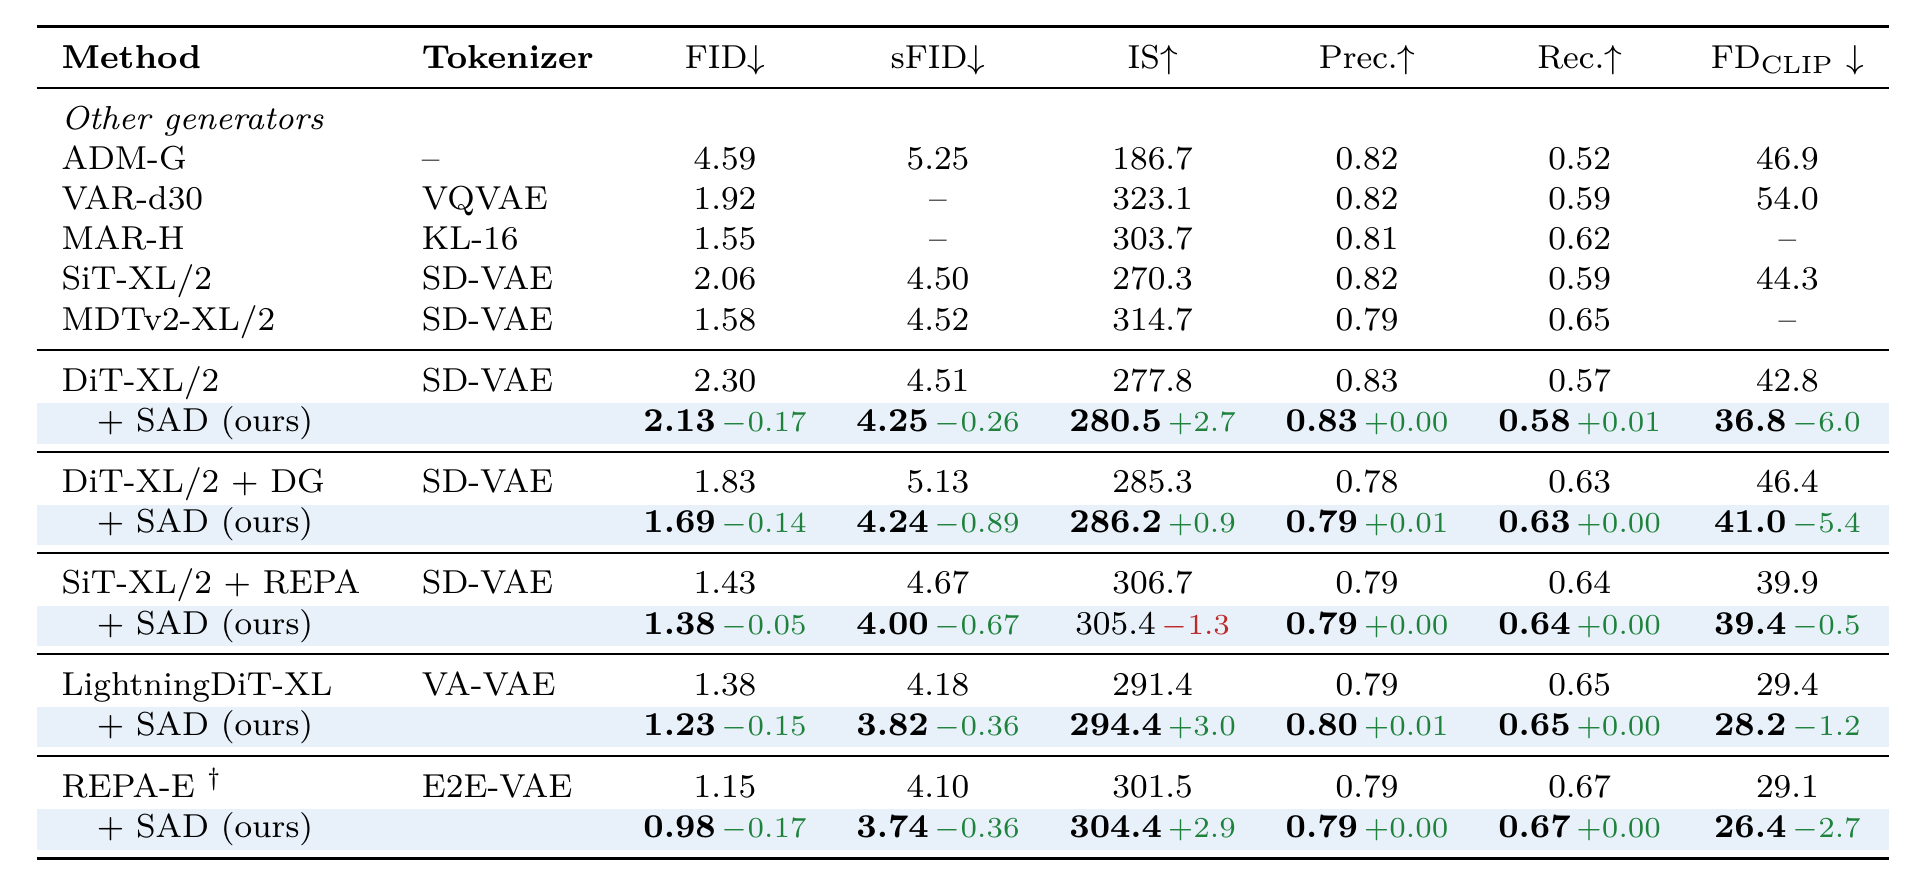 Method Tokenizer FID↓ sFID↓ IS↑ Prec.↑ Rec.↑ FD_CLIP ↓
Other generators
ADM-G – 4.59 5.25 186.7 0.82 0.52 46.9
VAR-d30 VQVAE 1.92 – 323.1 0.82 0.59 54.0
MAR-H KL-16 1.55 – 303.7 0.81 0.62 –
SiT-XL/2 SD-VAE 2.06 4.50 270.3 0.82 0.59 44.3
MDTv2-XL/2 SD-VAE 1.58 4.52 314.7 0.79 0.65 –
DiT-XL/2 SD-VAE 2.30 4.51 277.8 0.83 0.57 42.8
+ SAD (ours) 2.13 −0.17 4.25 −0.26 280.5 +2.7 0.83 +0.00 0.58 +0.01 36.8 −6.0
DiT-XL/2 + DG SD-VAE 1.83 5.13 285.3 0.78 0.63 46.4
+ SAD (ours) 1.69 −0.14 4.24 −0.89 286.2 +0.9 0.79 +0.01 0.63 +0.00 41.0 −5.4
SiT-XL/2 + REPA SD-VAE 1.43 4.67 306.7 0.79 0.64 39.9
+ SAD (ours) 1.38 −0.05 4.00 −0.67 305.4 −1.3 0.79 +0.00 0.64 +0.00 39.4 −0.5
LightningDiT-XL VA-VAE 1.38 4.18 291.4 0.79 0.65 29.4
+ SAD (ours) 1.23 −0.15 3.82 −0.36 294.4 +3.0 0.80 +0.01 0.65 +0.00 28.2 −1.2
REPA-E † E2E-VAE 1.15 4.10 301.5 0.79 0.67 29.1
+ SAD (ours) 0.98 −0.17 3.74 −0.36 304.4 +2.9 0.79 +0.00 0.67 +0.00 26.4 −2.7